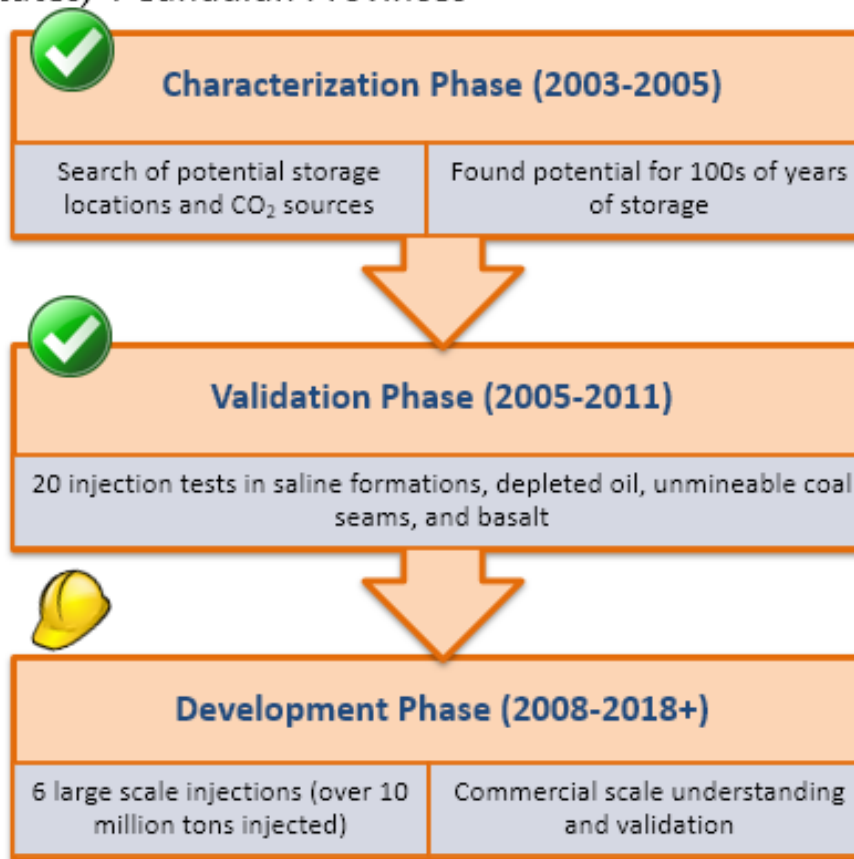 Canadian Provinces
Characterization Phase (2003-2005)
Search of potential storage
locations and CO₂ sources
Found potential for 100s of years
of storage
Validation Phase (2005-2011)
20 injection tests in saline formations, depleted oil, unmineable coal
seams, and basalt
Development Phase (2008-2018+)
6 large scale injections (over 10
million tons injected)
Commercial scale understanding
and validation